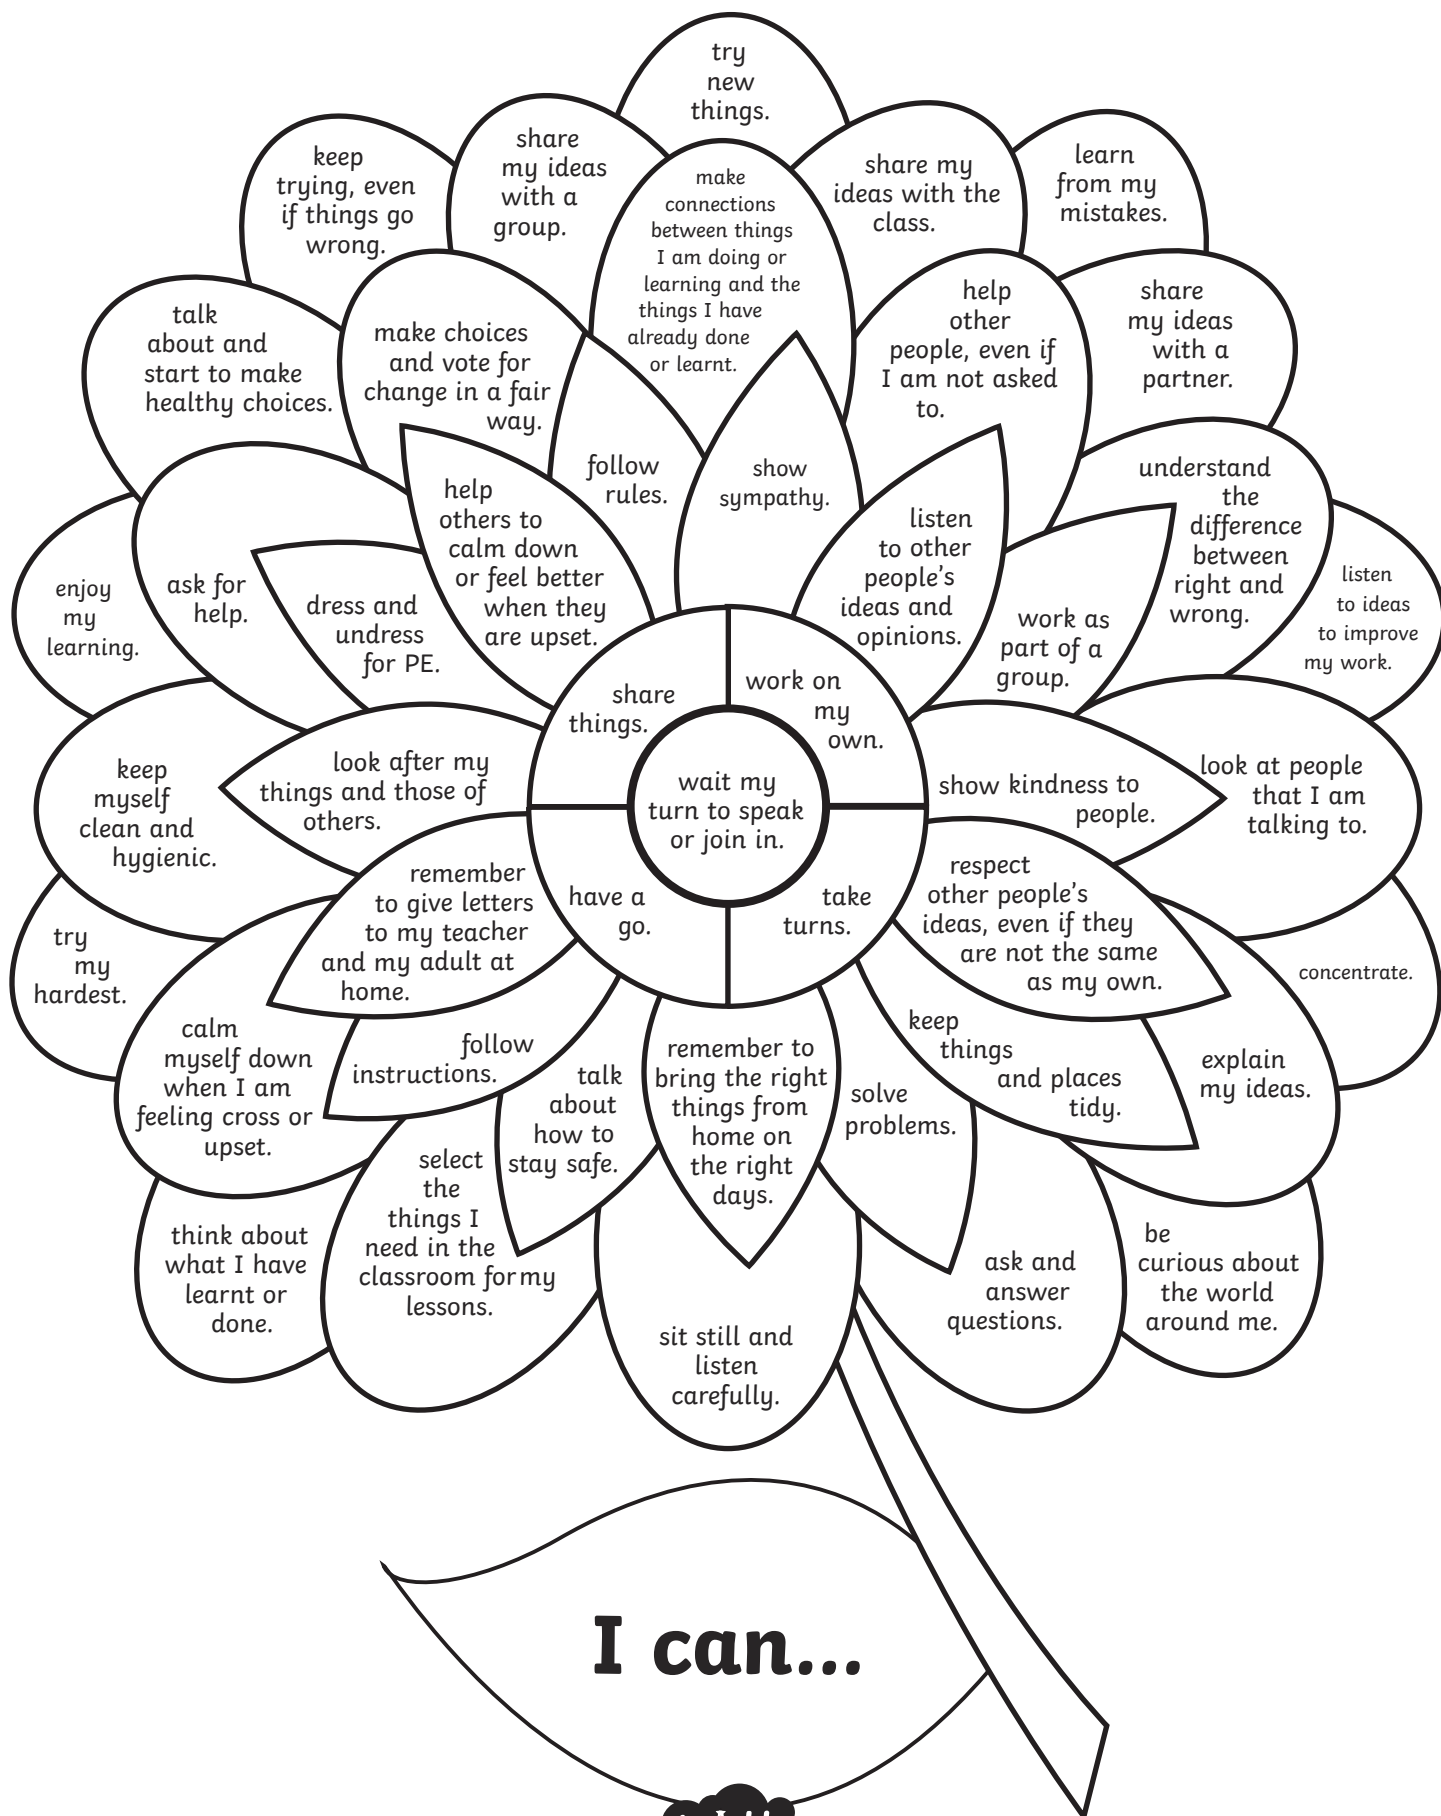 try
new
things.
keep
trying, even
if things go
wrong.
share
my ideas
with a
group.
make
connections
between things
I am doing or
learning and the
things I have
already done
or learnt.
share my
ideas with the
class.
learn
from my
mistakes.
talk
about and
start to make
healthy choices.
make choices
and vote for
change in a fair
way.
help
other
people, even if
I am not asked
to.
share
my ideas
with a
partner.
follow
rules.
show
sympathy.
help
others to
calm down
or feel better
when they
are upset.
listen
to other
people's
ideas and
opinions.
understand
the
difference
between
right and
wrong.
enjoy
my
learning.
ask for
help.
dress and
undress
for PE.
work as
part of a
group.
listen
to ideas
to improve
my work.
share
things.
work on
my
own.
wait my
turn to speak
or join in.
have a
go.
take
turns.
keep
myself
clean and
hygienic.
look after my
things and those of
others.
show kindness to
people.
look at people
that I am
talking to.
remember
to give letters
to my teacher
and my adult at
home.
respect
other people's
ideas, even if they
are not the same
as my own.
try
my
hardest.
concentrate.
calm
myself down
when I am
feeling cross or
upset.
follow
instructions.
talk
about
how to
stay safe.
remember to
bring the right
things from
home on
the right
days.
solve
problems.
keep
things
and places
tidy.
explain
my ideas.
think about
what I have
learnt or
done.
select
the
things I
need in the
classroom for my
lessons.
sit still and
listen
carefully.
ask and
answer
questions.
be
curious about
the world
around me.
I can...